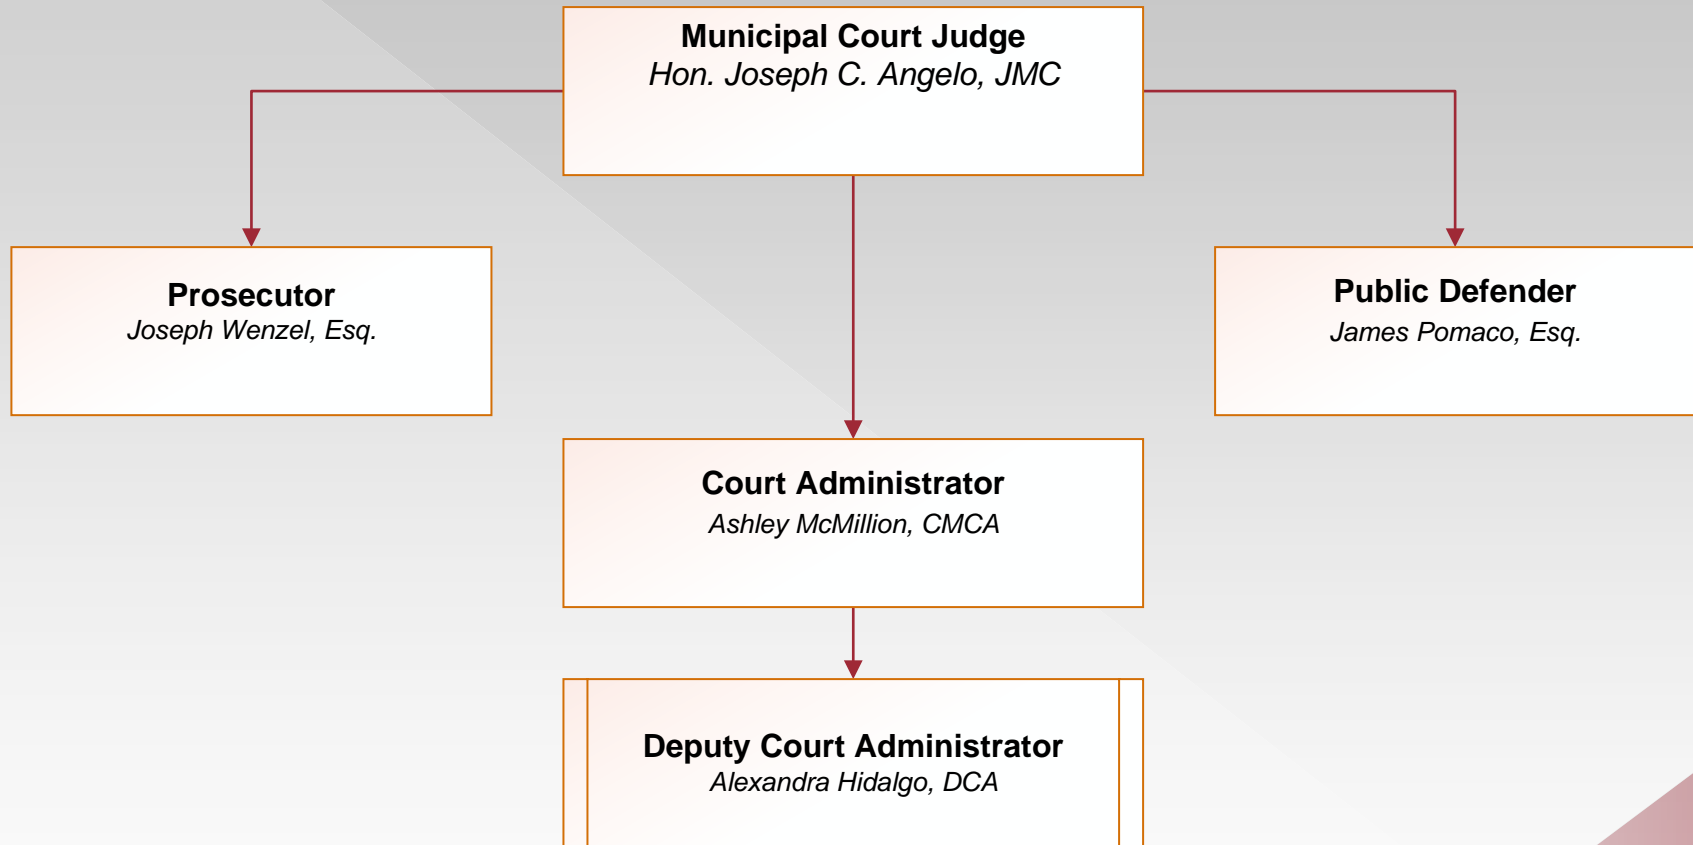 Municipal Court Judge
Hon. Joseph C. Angelo, JMC
Prosecutor
Joseph Wenzel, Esq.
Public Defender
James Pomaco, Esq.
Court Administrator
Ashley McMillion, CMCA
Deputy Court Administrator
Alexandra Hidalgo, DCA